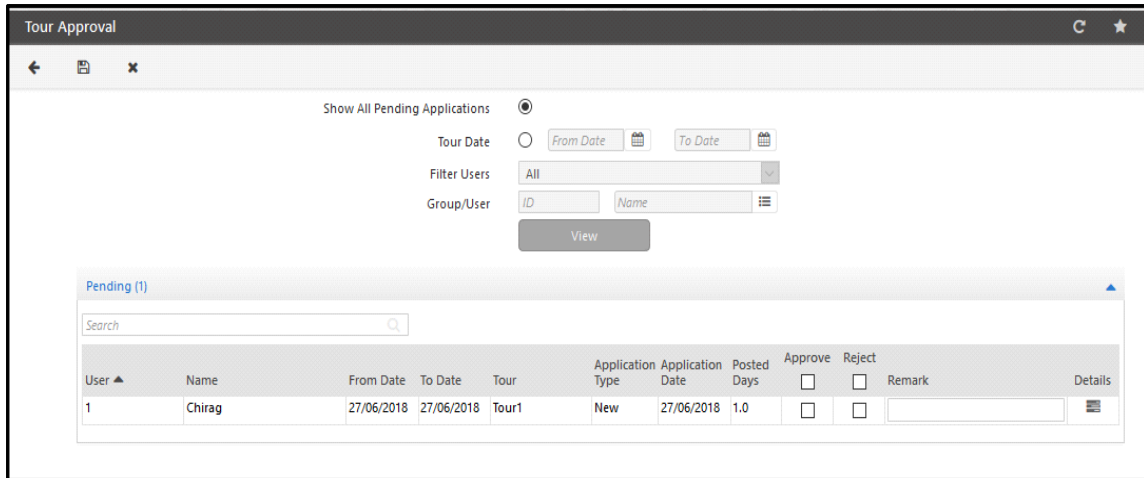 Tour Approval
Show All Pending Applications
Tour Date From Date To Date
Filter Users All
Group/User ID Name
View
Pending (1)
Search
User Name From Date To Date Tour Application Type Application Date Posted Days Approve Reject Remark Details
1 Chirag 27/06/2018 27/06/2018 Tour1 New 27/06/2018 1.0